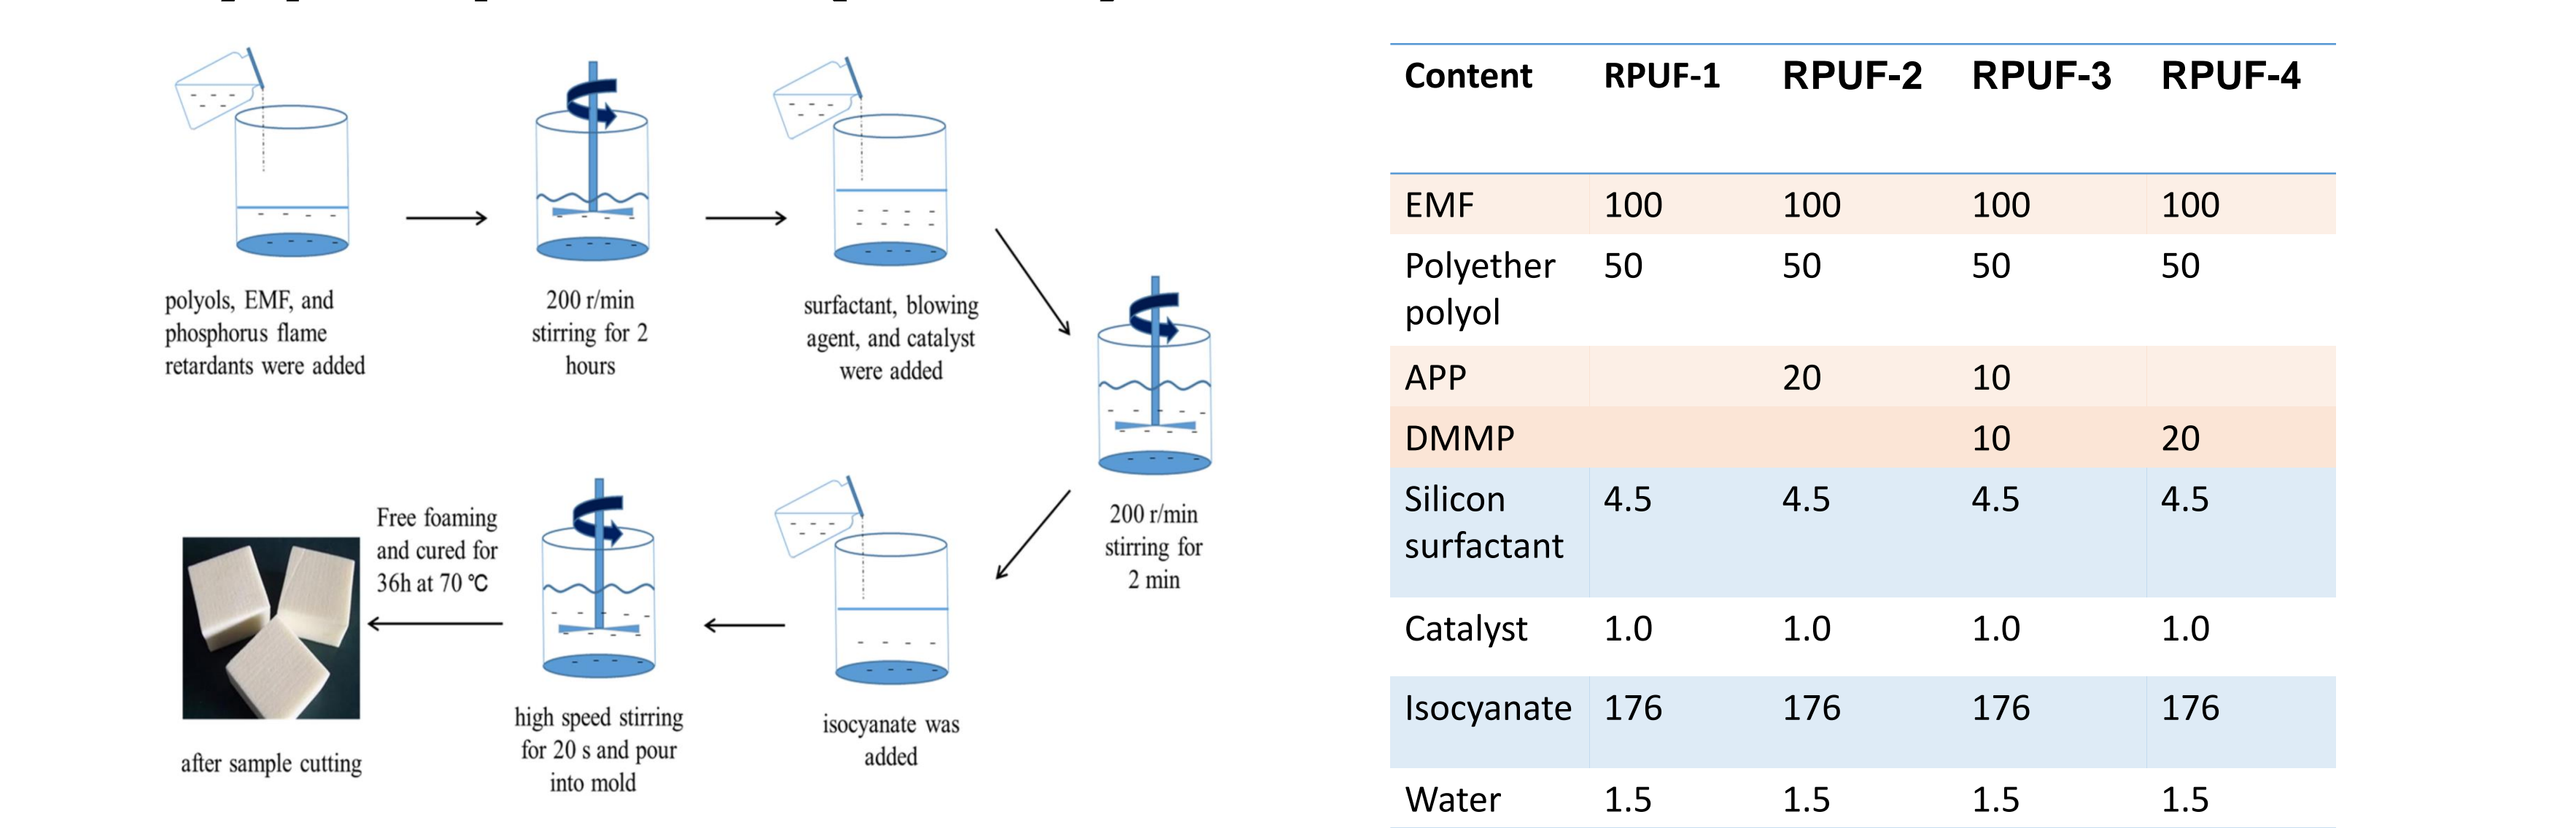 polyols, EMF, and
phosphorus flame
retardants were added
200 r/min
stirring for 2
hours
surfactant, blowing
agent, and catalyst
were added
200 r/min
stirring for
2 min
isocyanate was
added
high speed stirring
for 20 s and pour
into mold
Free foaming
and cured for
36h at 70 ℃
after sample cutting
Content RPUF-1 RPUF-2 RPUF-3 RPUF-4
EMF 100 100 100 100
Polyether 50 50 50 50
polyol
APP 20 10
DMMP 10 20
Silicon 4.5 4.5 4.5 4.5
surfactant
Catalyst 1.0 1.0 1.0 1.0
Isocyanate 176 176 176 176
Water 1.5 1.5 1.5 1.5